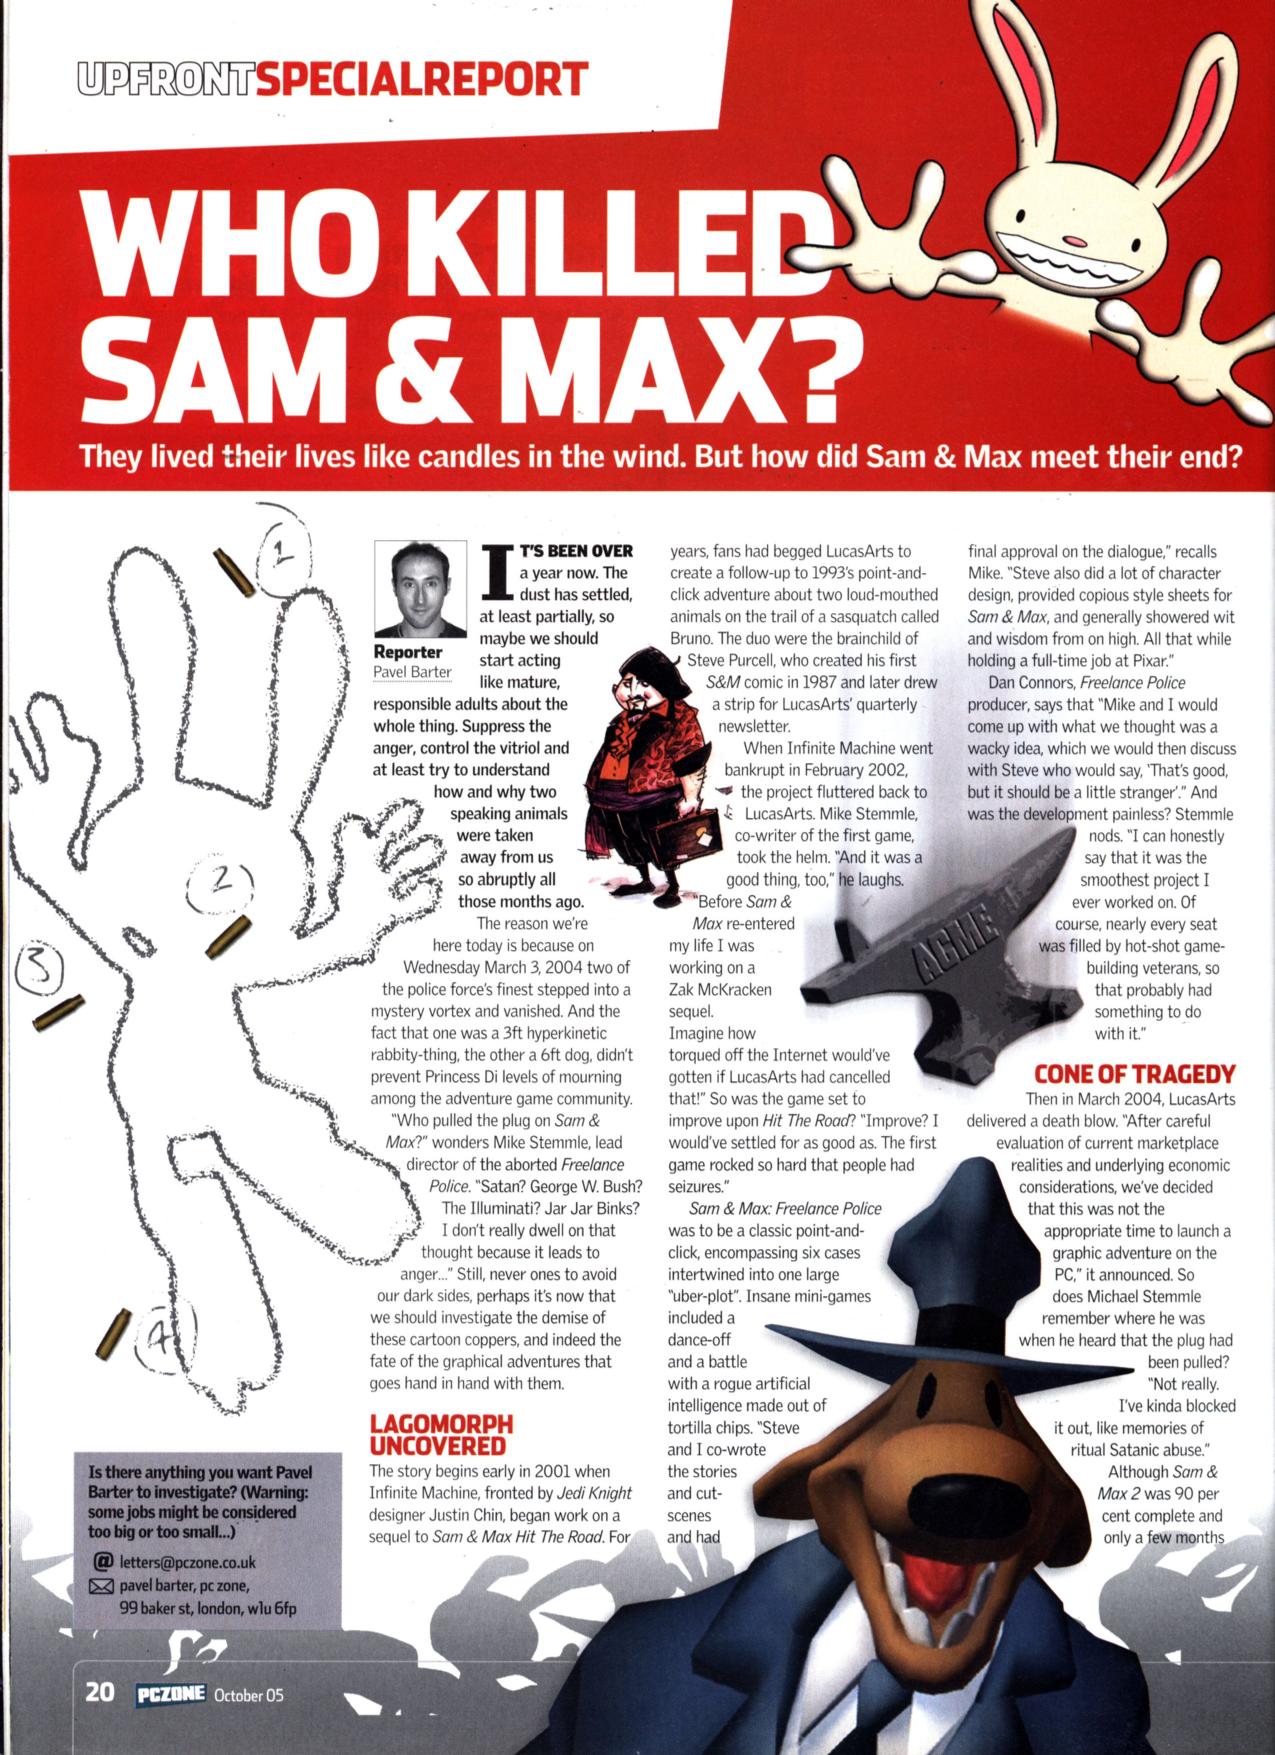 UPFRONTSPECIALREPORT
WHO KILLED
SAM & MAX?
They lived their lives like candles in the wind. But how did Sam & Max meet their end?
1
2
3
4
Reporter
Pavel Barter
IT'S BEEN OVER
a year now. The
dust has settled,
at least partially, so
maybe we should
start acting
like mature,
responsible adults about the
whole thing. Suppress the
anger, control the vitriol and
at least try to understand
how and why two
speaking animals
were taken
away from us
so abruptly all
those months ago.
The reason we're
here today is because on
Wednesday March 3, 2004 two of
the police force's finest stepped into a
mystery vortex and vanished. And the
fact that one was a 3ft hyperkinetic
rabbity-thing, the other a 6ft dog, didn't
prevent Princess Di levels of mourning
among the adventure game community.
"Who pulled the plug on Sam &
Max?" wonders Mike Stemmle, lead
director of the aborted Freelance
Police. "Satan? George W. Bush?
The Illuminati? Jar Jar Binks?
I don't really dwell on that
thought because it leads to
anger..." Still, never ones to avoid
our dark sides, perhaps it's now that
we should investigate the demise of
these cartoon coppers, and indeed the
fate of the graphical adventures that
goes hand in hand with them.
LAGOMORPH
UNCOVERED
The story begins early in 2001 when
Infinite Machine, fronted by Jedi Knight
designer Justin Chin, began work on a
sequel to Sam & Max Hit The Road. For
years, fans had begged LucasArts to
create a follow-up to 1993's point-and-
click adventure about two loud-mouthed
animals on the trail of a sasquatch called
Bruno. The duo were the brainchild of
Steve Purcell, who created his first
S&M comic in 1987 and later drew
a strip for LucasArts' quarterly
newsletter.
When Infinite Machine went
bankrupt in February 2002,
the project fluttered back to
LucasArts. Mike Stemmle,
co-writer of the first game,
took the helm. "And it was a
good thing, too," he laughs.
"Before Sam &
Max re-entered
my life I was
working on a
Zak McKracken
sequel.
Imagine how
torqued off the Internet would've
gotten if LucasArts had cancelled
that!" So was the game set to
improve upon Hit The Road? "Improve? I
would've settled for as good as. The first
game rocked so hard that people had
seizures."
Sam & Max: Freelance Police
was to be a classic point-and-
click, encompassing six cases
intertwined into one large
"uber-plot". Insane mini-games
included a
dance-off
and a battle
with a rogue artificial
intelligence made out of
tortilla chips. "Steve
and I co-wrote
the stories
and cut-
scenes
and had
final approval on the dialogue," recalls
Mike. "Steve also did a lot of character
design, provided copious style sheets for
Sam & Max, and generally showered wit
and wisdom from on high. All that while
holding a full-time job at Pixar."
Dan Connors, Freelance Police
producer, says that "Mike and I would
come up with what we thought was a
wacky idea, which we would then discuss
with Steve who would say, 'That's good,
but it should be a little stranger'." And
was the development painless? Stemmle
nods. "I can honestly
say that it was the
smoothest project I
ever worked on. Of
course, nearly every seat
was filled by hot-shot game-
building veterans, so
that probably had
something to do
with it."
ACME
CONE OF TRAGEDY
Then in March 2004, LucasArts
delivered a death blow. "After careful
evaluation of current marketplace
realities and underlying economic
considerations, we've decided
that this was not the
appropriate time to launch a
graphic adventure on the
PC," it announced. So
does Michael Stemmle
remember where he was
when he heard that the plug had
been pulled?
"Not really.
I've kinda blocked
it out, like memories of
ritual Satanic abuse."
Although Sam &
Max 2 was 90 per
cent complete and
only a few months
Is there anything you want Pavel
Barter to investigate? (Warning:
some jobs might be considered
too big or too small...)
@ letters@pczone.co.uk
pavel barter, pc zone,
99 baker st, london, w1u 6fp
20 PCZONE October 05